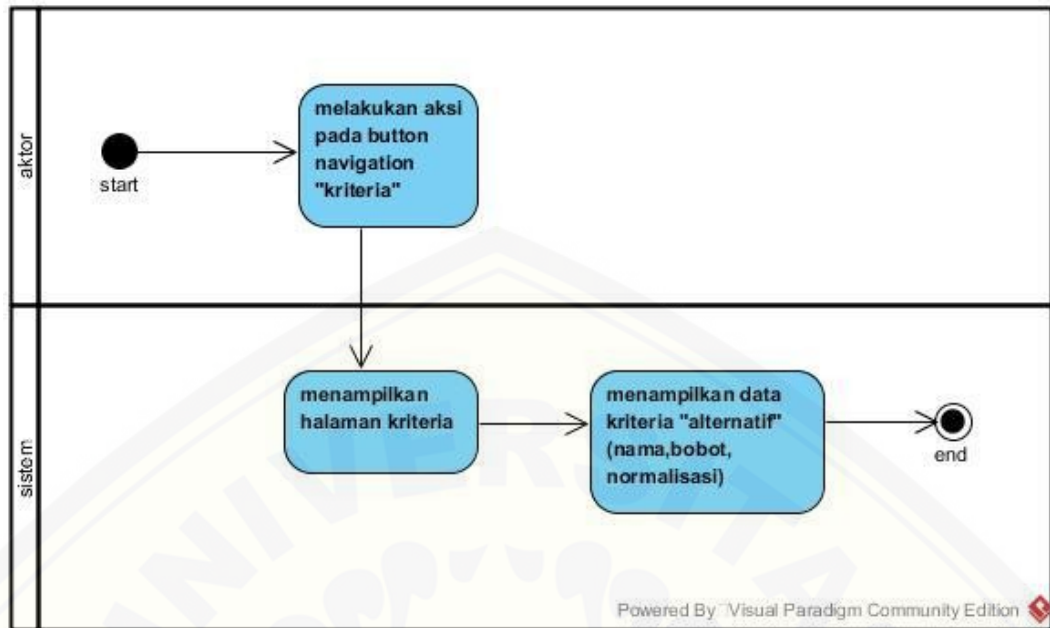 aktor
start
melakukan aksi
pada button
navigation
"kriteria"
sistem
menampilkan
halaman kriteria
menampilkan data
kriteria "alternatif"
(nama,bobot,
normalisasi)
end
UNIVERSITA
Powered By Visual Paradigm Community Edition